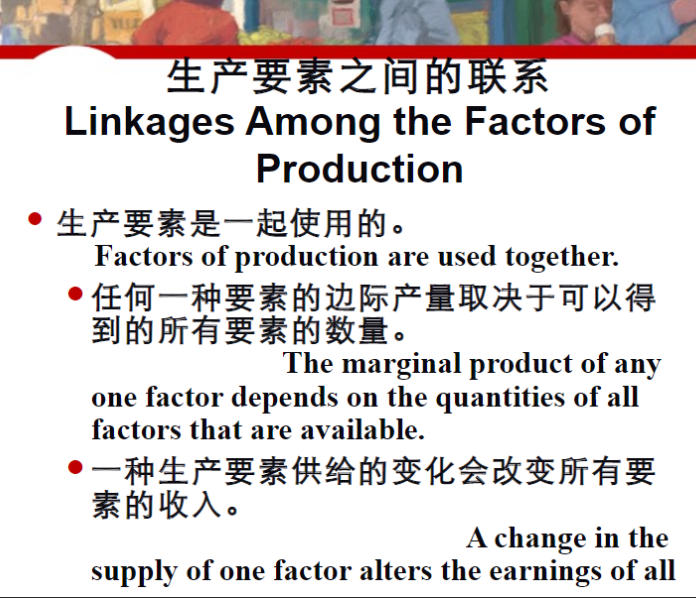 生产要素之间的联系
Linkages Among the Factors of
Production
生产要素是一起使用的。
Factors of production are used together.
任何一种要素的边际产量取决于可以得
到的所有要素的数量。
The marginal product of any
one factor depends on the quantities of all
factors that are available.
一种生产要素供给的变化会改变所有要
素的收入。
A change in the
supply of one factor alters the earnings of all